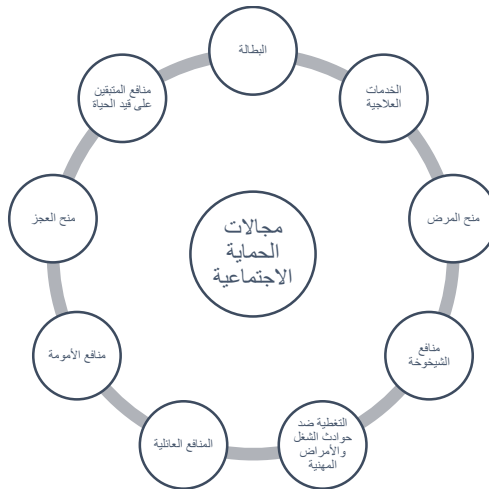 البطالة
الخدمات
العلاجية
منح المرض
منافع
الشيخوخة
التغطية ضد
حوادث الشغل
والأمراض
المهنية
المنافع العائلية
منافع الأمومة
منح العجز
منافع المتبقين
على قيد الحياة
مجالات
الحماية
الاجتماعية